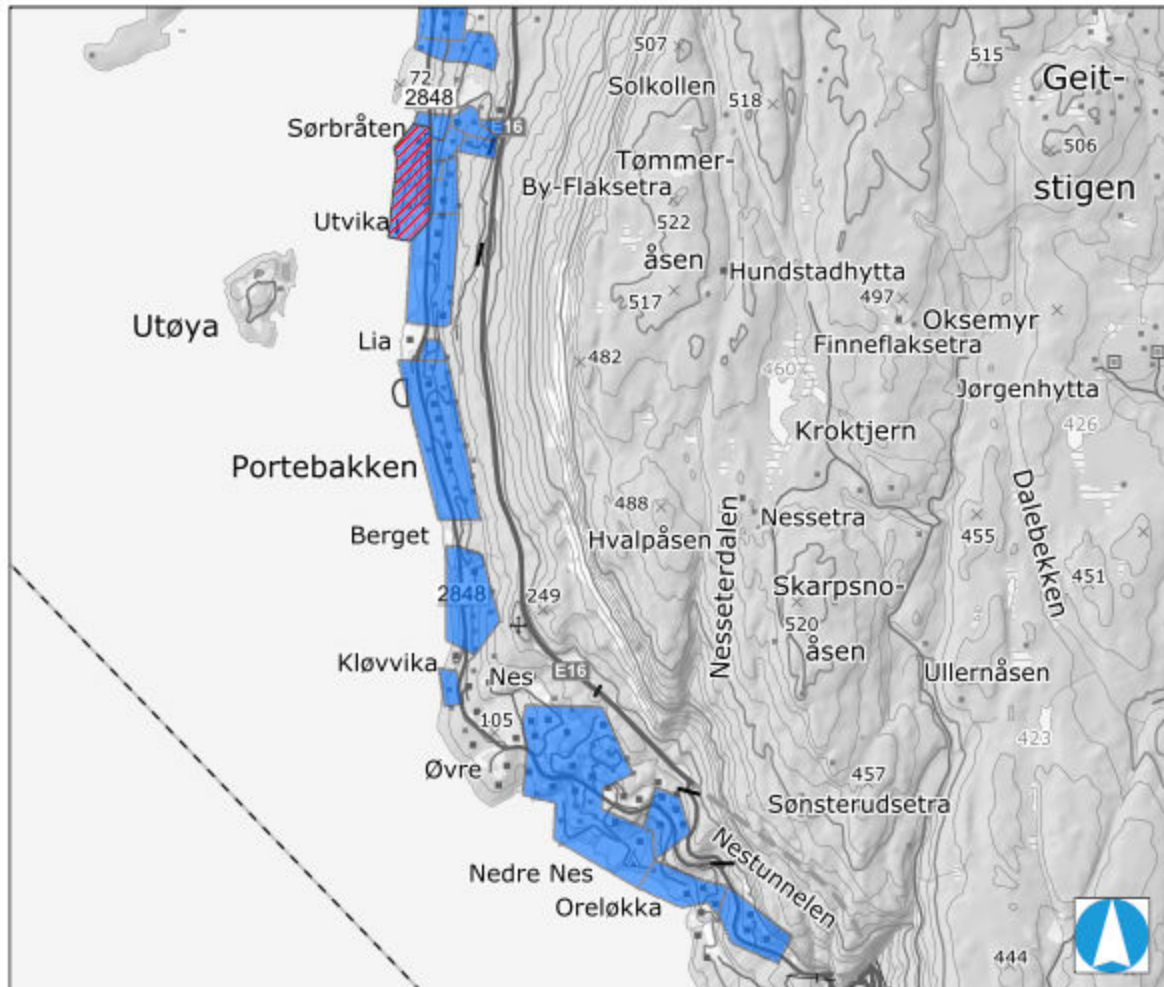 507
515
Geit-
72
2848
Solkollen
518
Sørbråten
E16
506
Tømmer-
By-Flaksetra
stigen
Utvika
522
åsen
Hundstadhytta
517
497
Utøya
Oksemyr
Lia
482
Finneflaksetra
460
Jørgenhytta
426
Kroktjern
Portebakken
488
Nesseterdalen
Nessetra
Dalebekken
Berget
Hvalpåsen
455
2848
249
Skarpsno-
451
520
åsen
Kløvvika
Nes
E16
Ullernåsen
105
423
Øvre
457
Sønsterudsetra
Nestunnelen
Nedre Nes
Oreløkka
444